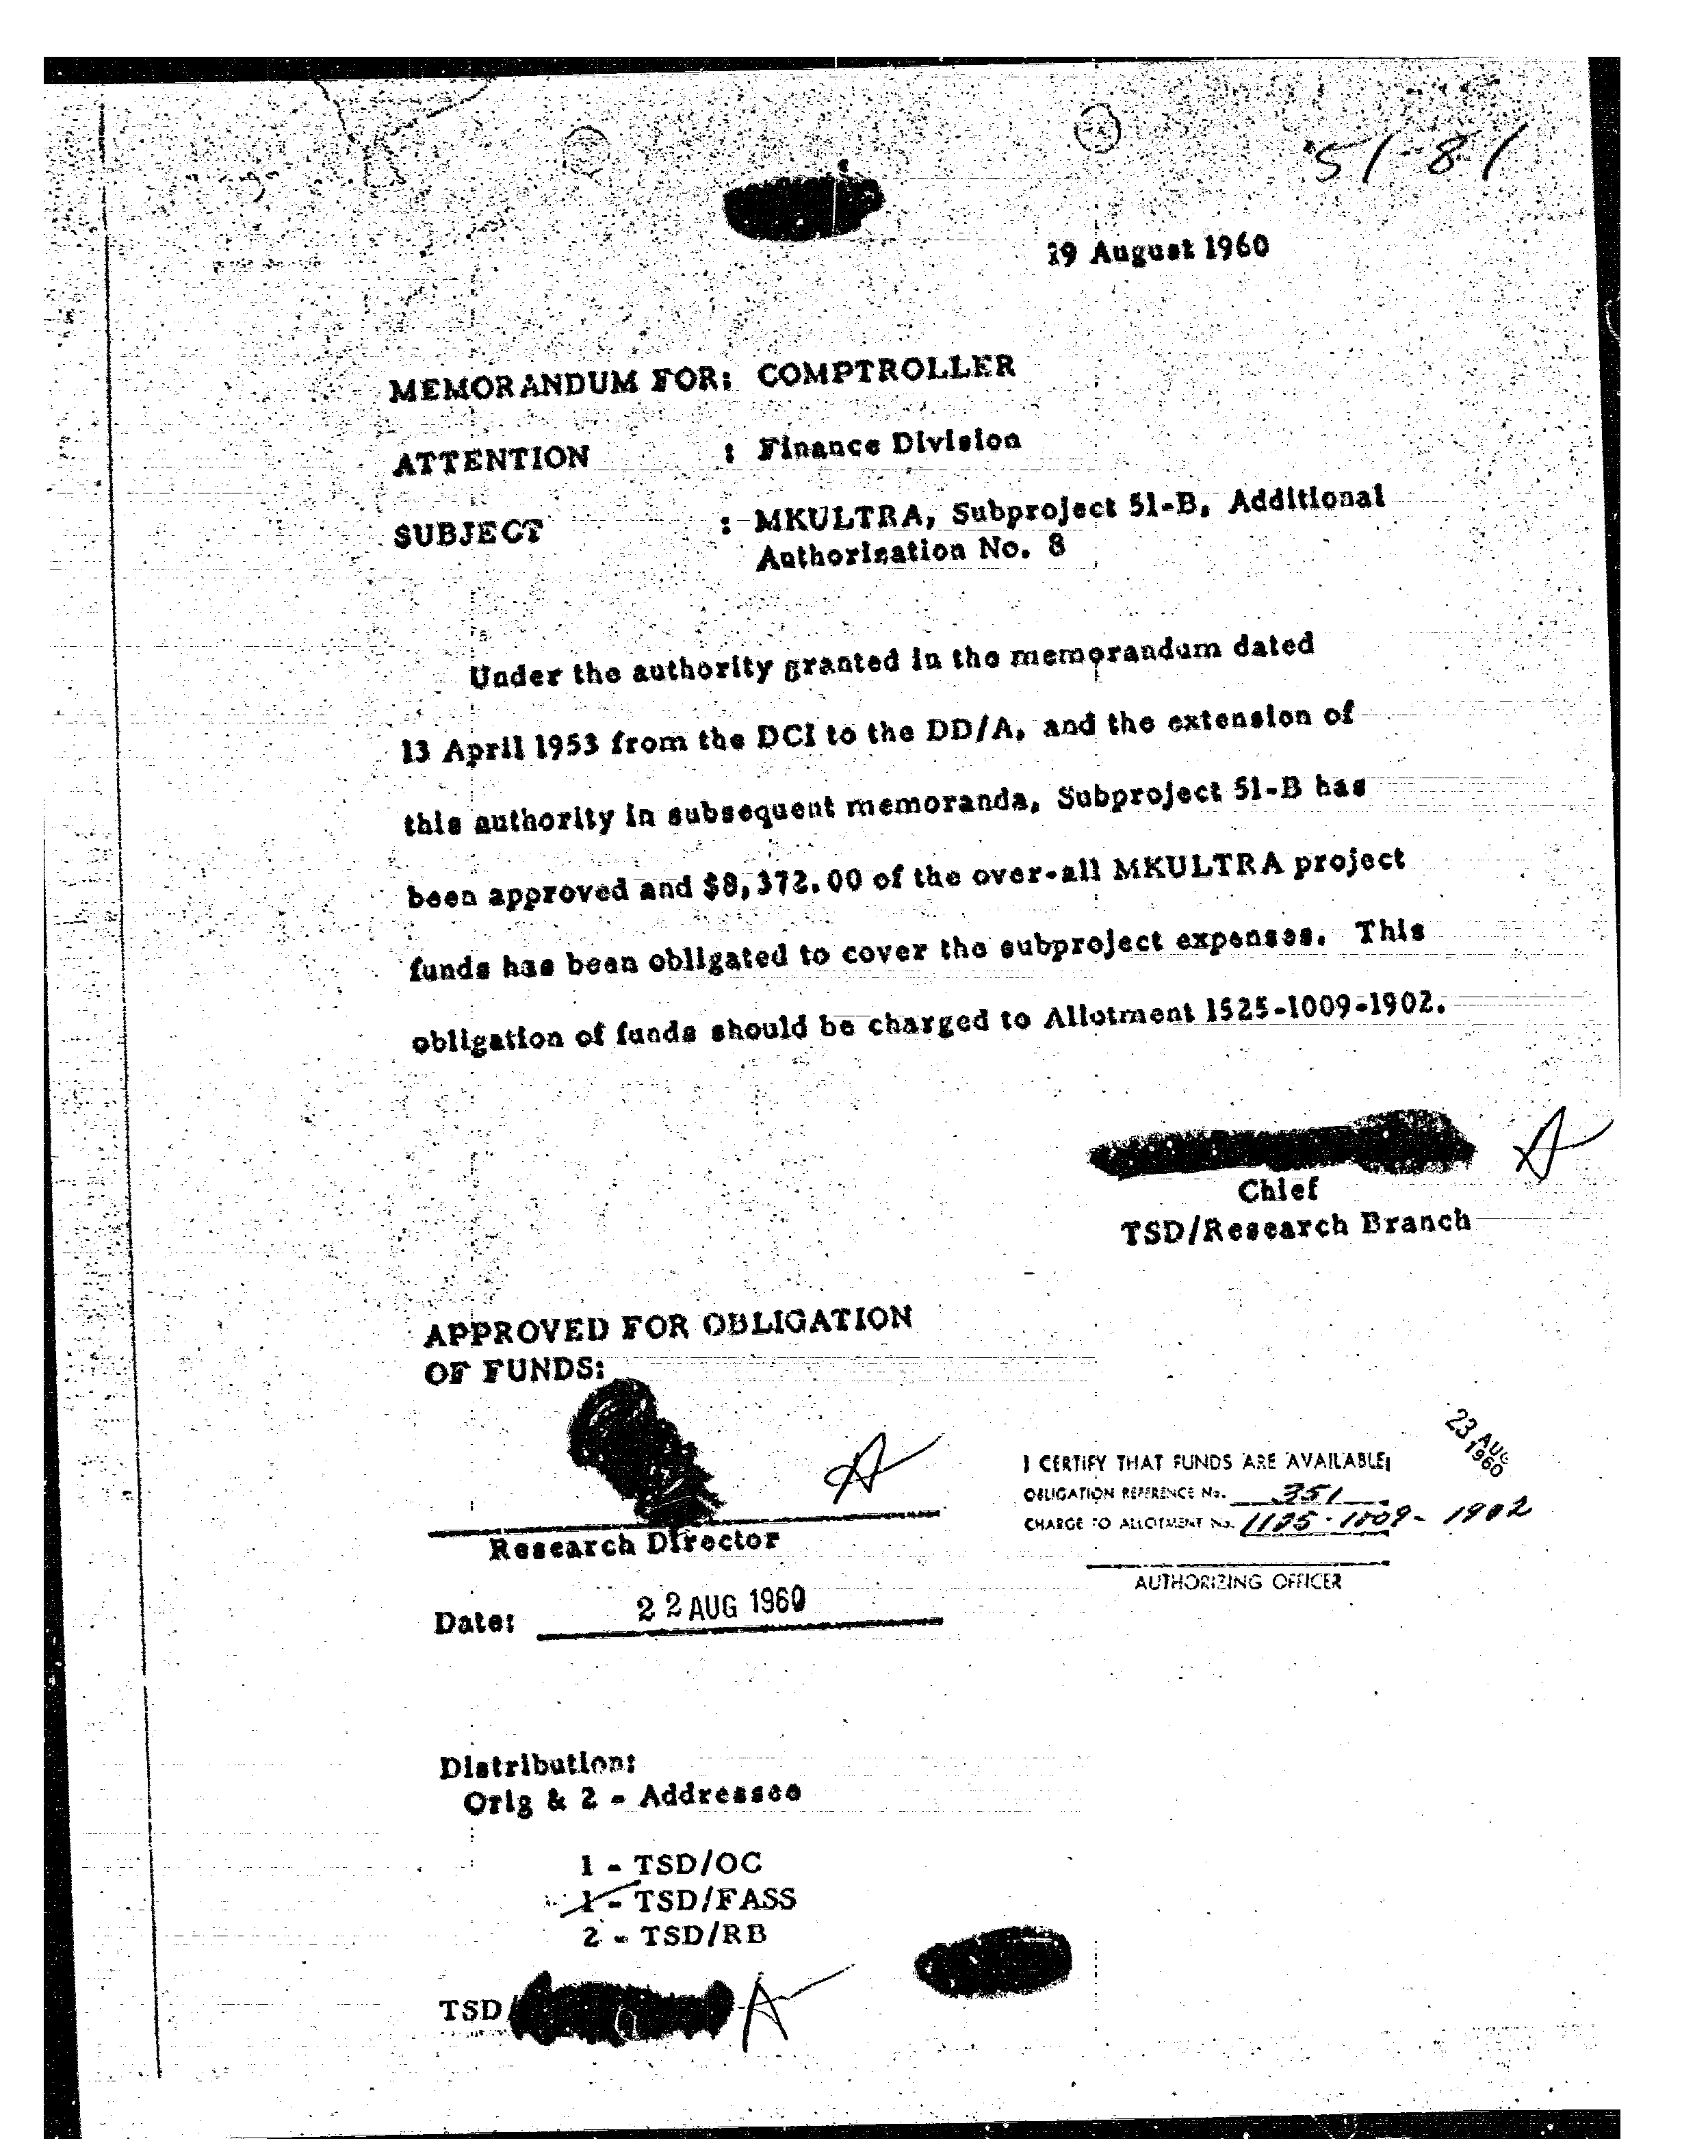 51-81
19 August 1960
MEMORANDUM FOR: COMPTROLLER
ATTENTION : Finance Division
SUBJECT : MKULTRA, Subproject 51-B, Additional
Authorization No. 8
Under the authority granted in the memorandum dated
13 April 1953 from the DCI to the DD/A, and the extension of
this authority in subsequent memoranda, Subproject 51-B has
been approved and $8,372.00 of the over-all MKULTRA project
funds has been obligated to cover the subproject expenses. This
obligation of funds should be charged to Allotment 1525-1009-1902.
A
Chief
TSD/Research Branch
APPROVED FOR OBLIGATION
OF FUNDS:
A
Research Director
Date: 22 AUG 1960
23 AUG
1960
I CERTIFY THAT FUNDS ARE AVAILABLE
OBLIGATION REFERENCE No. 351
CHARGE TO ALLOTMENT No. 1009-1902
AUTHORIZING OFFICER
Distribution:
Orig & 2 - Addressee
1 - TSD/OC
1 - TSD/FASS
2 - TSD/RB
TSD/
A